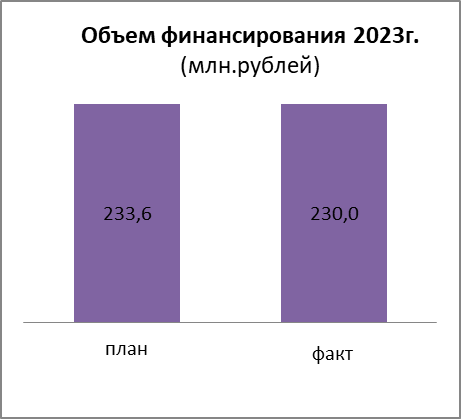 Объем финансирования 2023г.
(млн.рублей)
233,6
230,0
план
факт